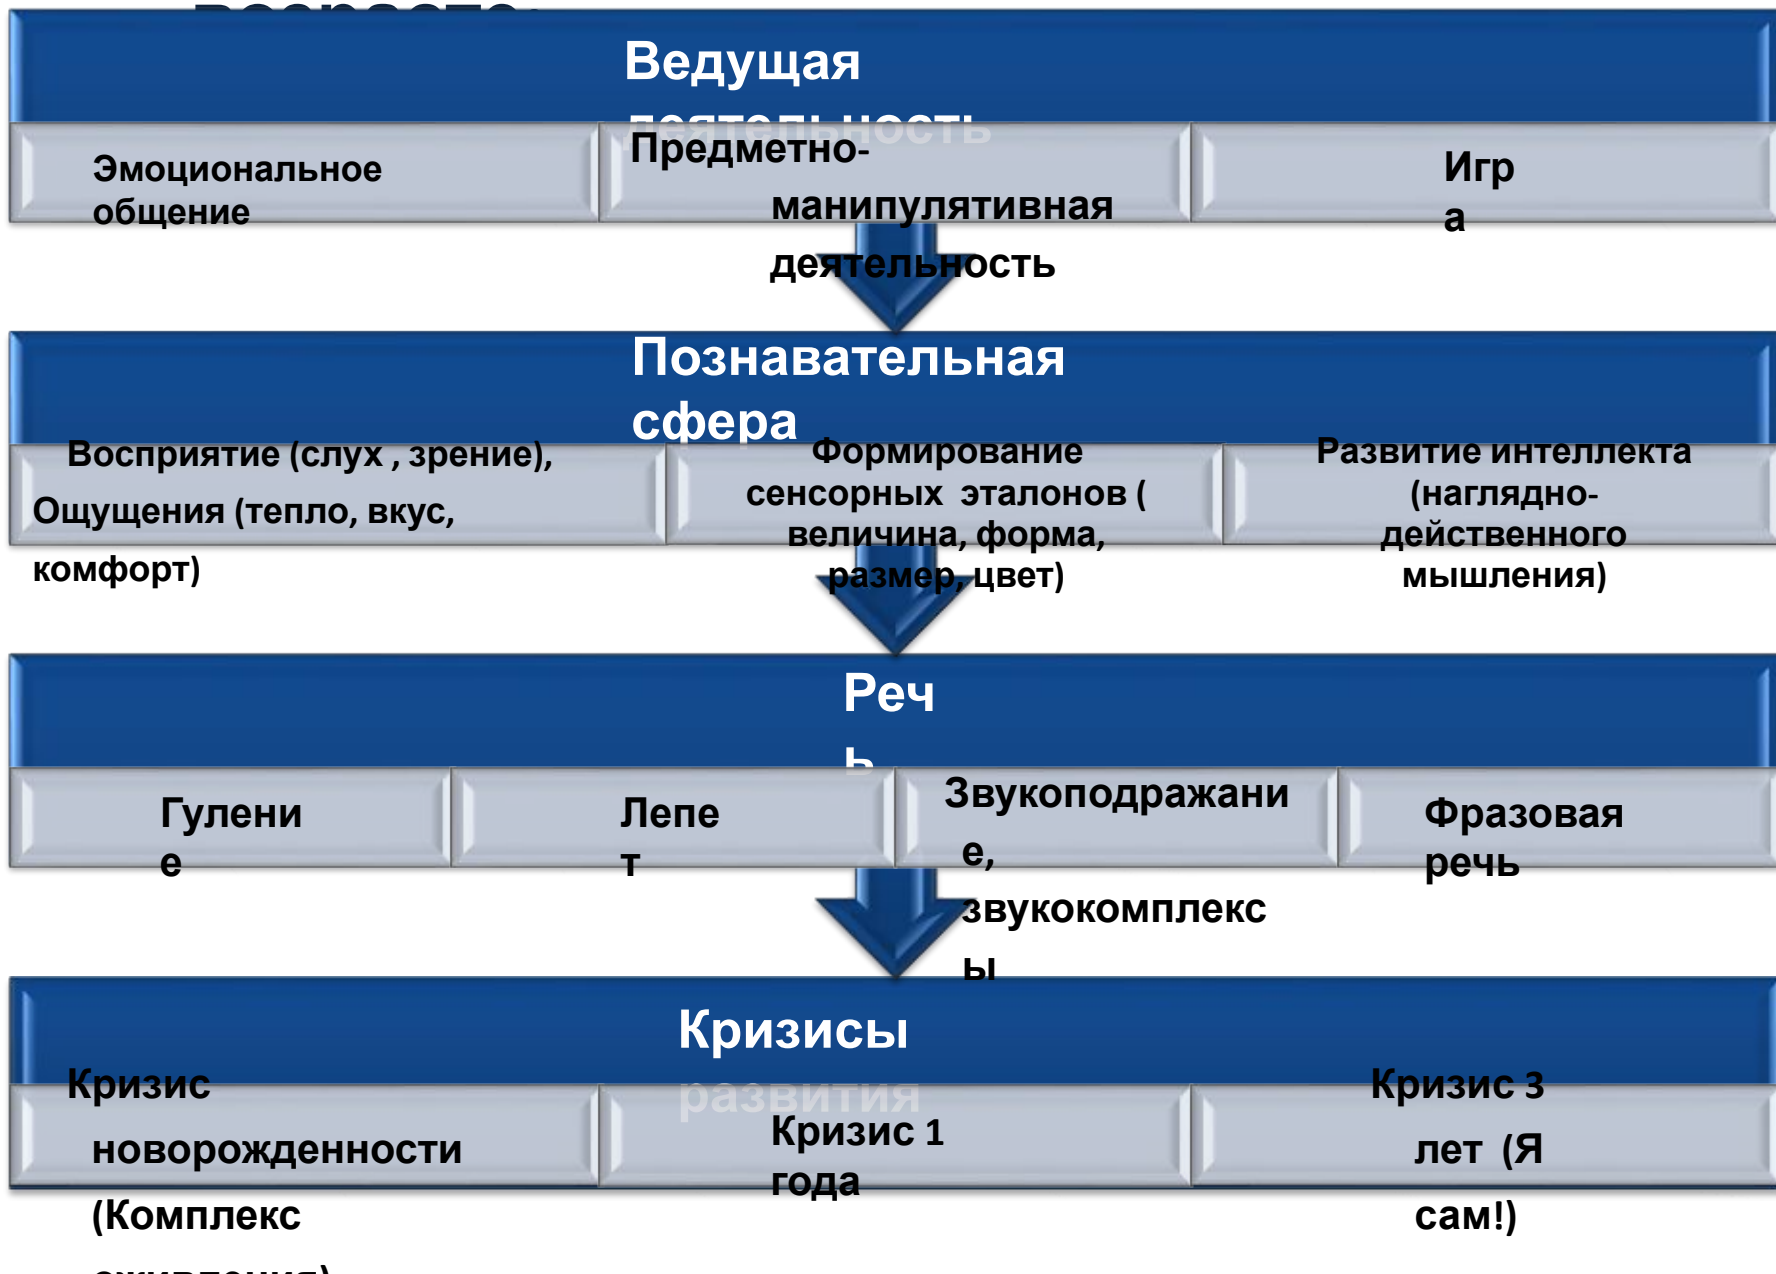 Ведущая
деятельность
Эмоциональное
общение
Предметно-
манипулятивная
деятельность
Игр
а
Познавательная
сфера
Восприятие (слух , зрение),
Ощущения (тепло, вкус,
комфорт)
Формирование
сенсорных эталонов (
величина, форма,
размер, цвет)
Развитие интеллекта
(наглядно-
действенного
мышления)
Реч
ь
Гулени
е
Лепе
т
Звукоподражани
е,
звукокомплекс
ы
Фразовая
речь
Кризисы
развития
Кризис
новорожденности
(Комплекс
Кризис 1
года
Кризис 3
лет (Я
сам!)